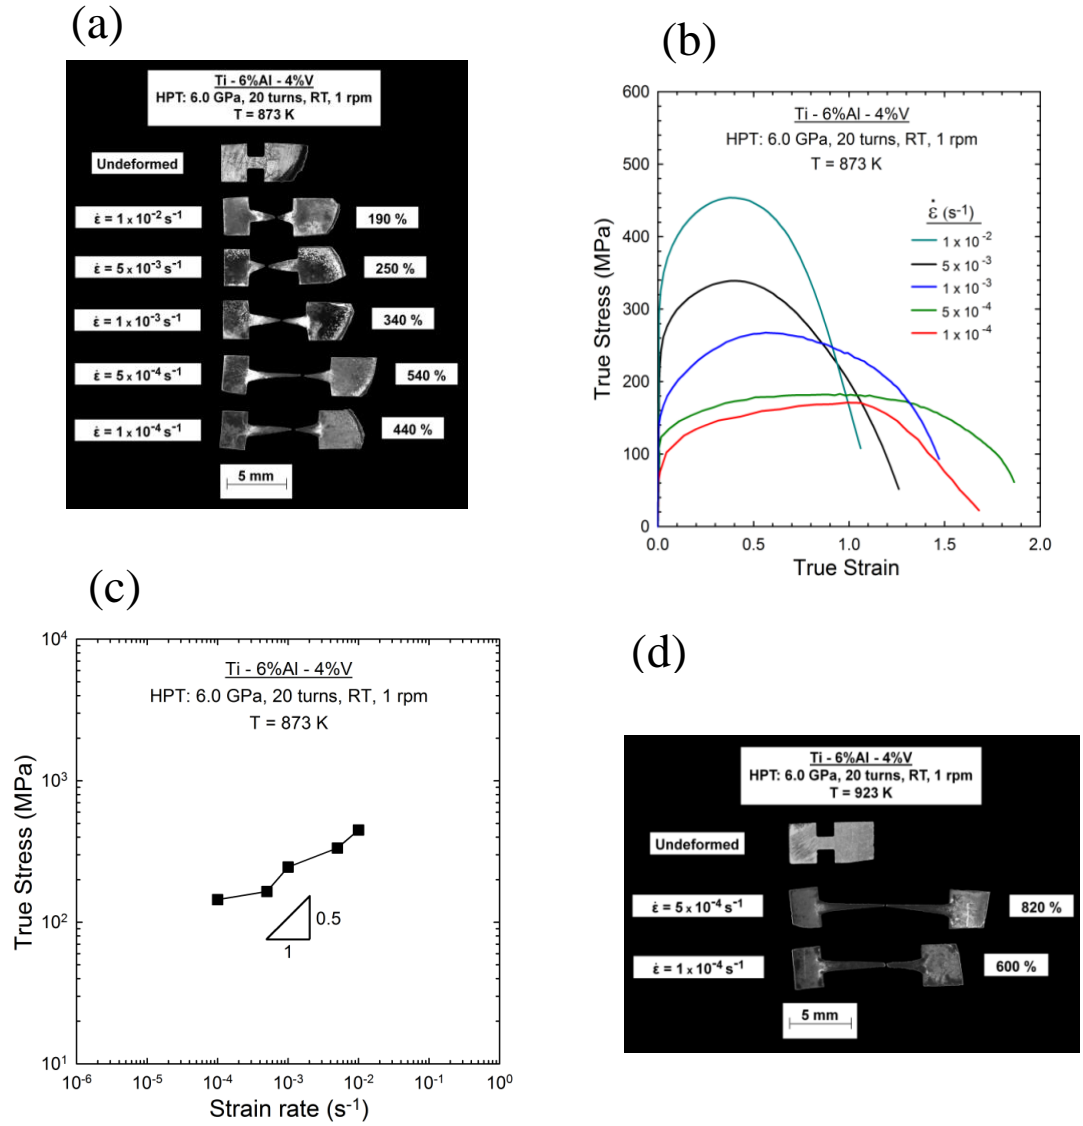 (a)
Ti - 6%Al - 4%V
HPT: 6.0 GPa, 20 turns, RT, 1 rpm
T = 873 K
Undeformed
ε̇ = 1 x 10⁻² s⁻¹
190 %
ε̇ = 5 x 10⁻³ s⁻¹
250 %
ε̇ = 1 x 10⁻³ s⁻¹
340 %
ε̇ = 5 x 10⁻⁴ s⁻¹
540 %
ε̇ = 1 x 10⁻⁴ s⁻¹
440 %
5 mm
(b)
600
500
400
300
200
100
0
True Stress (MPa)
Ti - 6%Al - 4%V
HPT: 6.0 GPa, 20 turns, RT, 1 rpm
T = 873 K
ε̇ (s⁻¹)
1 x 10⁻²
5 x 10⁻³
1 x 10⁻³
5 x 10⁻⁴
1 x 10⁻⁴
0.0 0.5 1.0 1.5 2.0
True Strain
(c)
10⁴
10³
10²
10¹
True Stress (MPa)
Ti - 6%Al - 4%V
HPT: 6.0 GPa, 20 turns, RT, 1 rpm
T = 873 K
0.5
1
10⁻⁶ 10⁻⁵ 10⁻⁴ 10⁻³ 10⁻² 10⁻¹ 10⁰
Strain rate (s⁻¹)
(d)
Ti - 6%Al - 4%V
HPT: 6.0 GPa, 20 turns, RT, 1 rpm
T = 923 K
Undeformed
ε̇ = 5 x 10⁻⁴ s⁻¹
820 %
ε̇ = 1 x 10⁻⁴ s⁻¹
600 %
5 mm